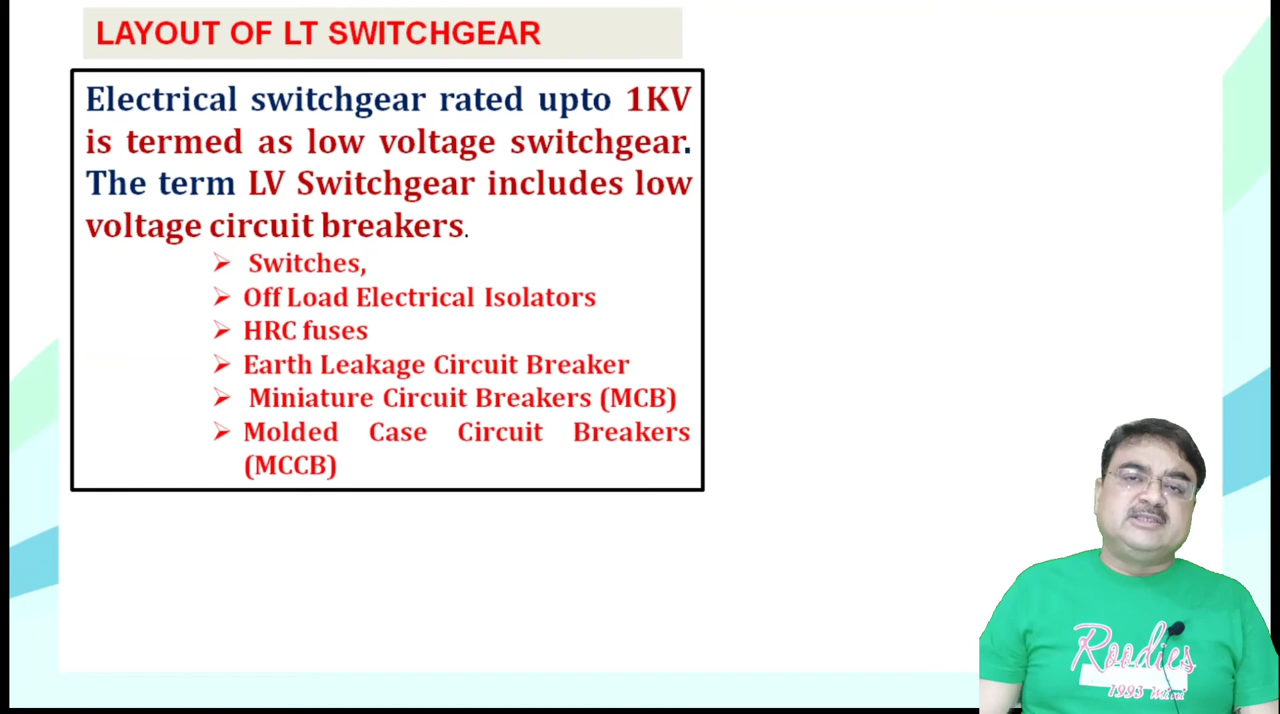 LAYOUT OF LT SWITCHGEAR
Electrical switchgear rated upto 1KV
is termed as low voltage switchgear.
The term LV Switchgear includes low
voltage circuit breakers.
➢ Switches,
➢ Off Load Electrical Isolators
➢ HRC fuses
➢ Earth Leakage Circuit Breaker
➢ Miniature Circuit Breakers (MCB)
➢ Molded Case Circuit Breakers
(MCCB)
Roodies
1993